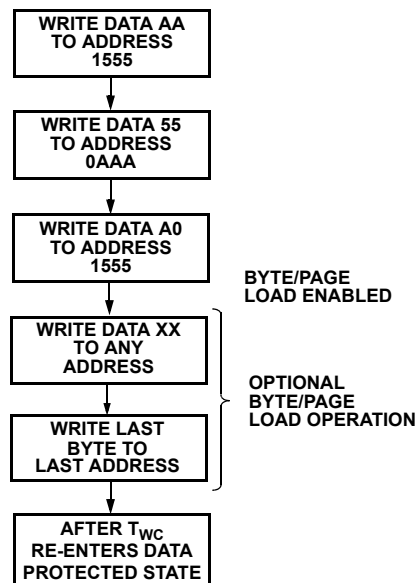 WRITE DATA AA
TO ADDRESS
1555
WRITE DATA 55
TO ADDRESS
0AAA
WRITE DATA A0
TO ADDRESS
1555
BYTE/PAGE
LOAD ENABLED
WRITE DATA XX
TO ANY
ADDRESS
OPTIONAL
BYTE/PAGE
LOAD OPERATION
WRITE LAST
BYTE TO
LAST ADDRESS
AFTER TWC
RE-ENTERS DATA
PROTECTED STATE